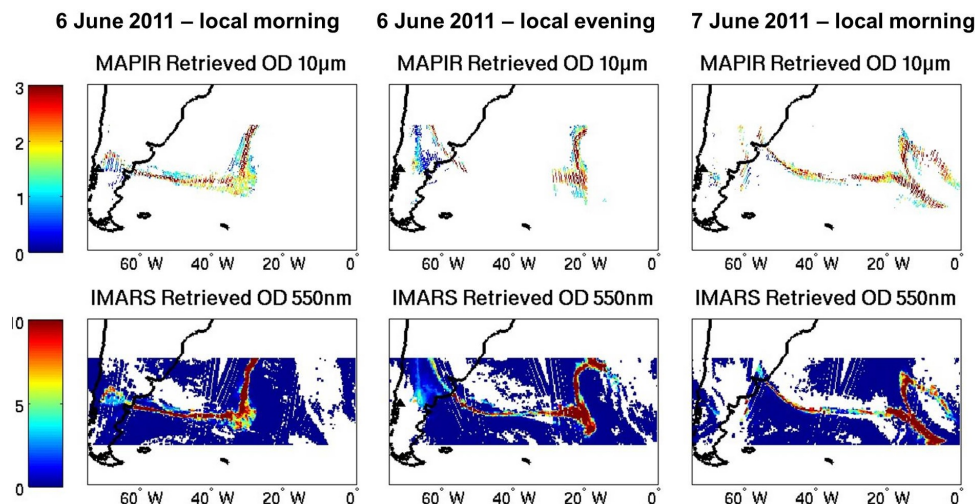 6 June 2011 – local morning
6 June 2011 – local evening
7 June 2011 – local morning
MAPIR Retrieved OD 10µm
MAPIR Retrieved OD 10µm
MAPIR Retrieved OD 10µm
3
2
1
0
60° W 40° W 20° W 0°
60° W 40° W 20° W 0°
60° W 40° W 20° W 0°
IMARS Retrieved OD 550nm
IMARS Retrieved OD 550nm
IMARS Retrieved OD 550nm
10
5
0
60° W 40° W 20° W 0°
60° W 40° W 20° W 0°
60° W 40° W 20° W 0°